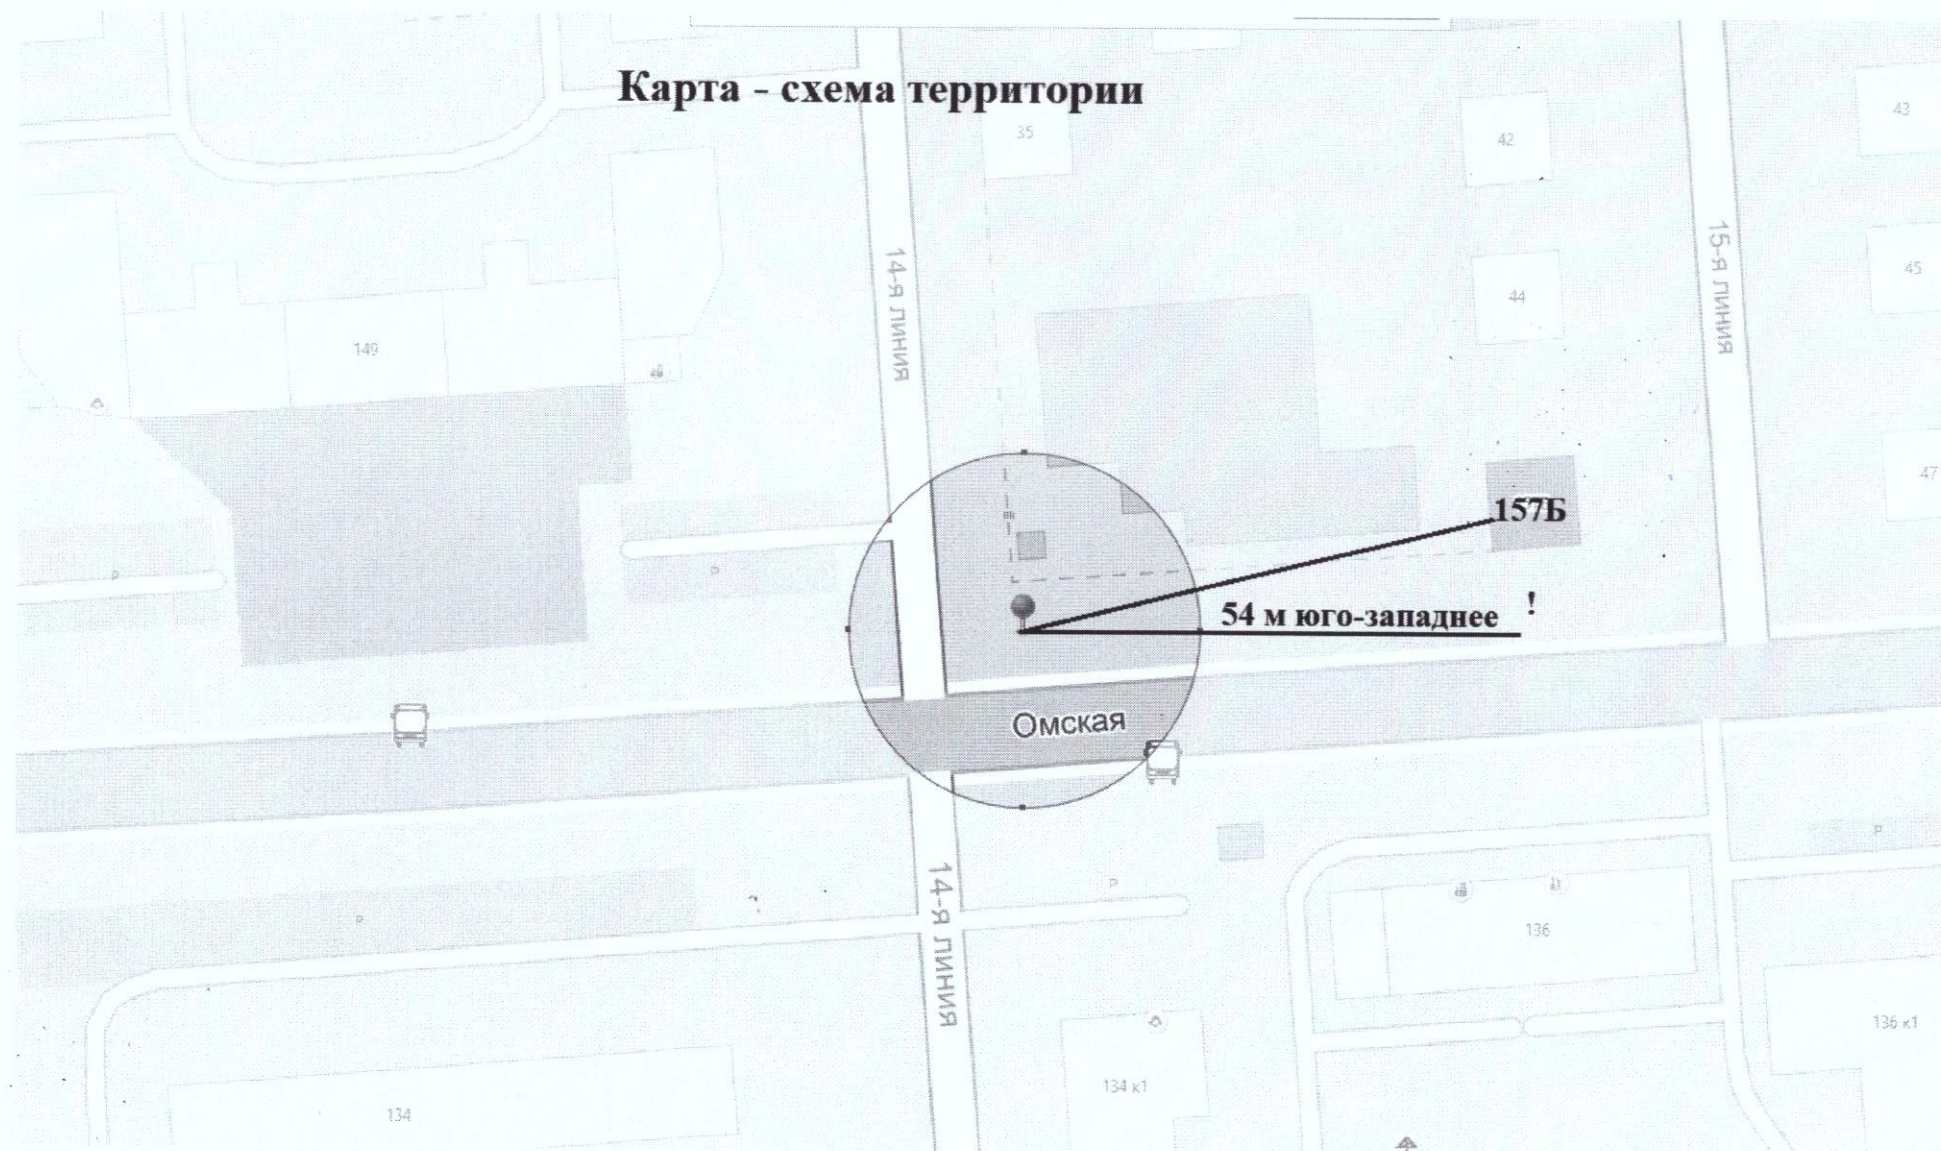 Карта - схема территории
35
42
43
14-я линия
15-я линия
45
44
149
47
157Б
54 м юго-западнее !
Омская
Р
Р
Р
Р
Р
14-я линия
136
136 к1
134 к1
134